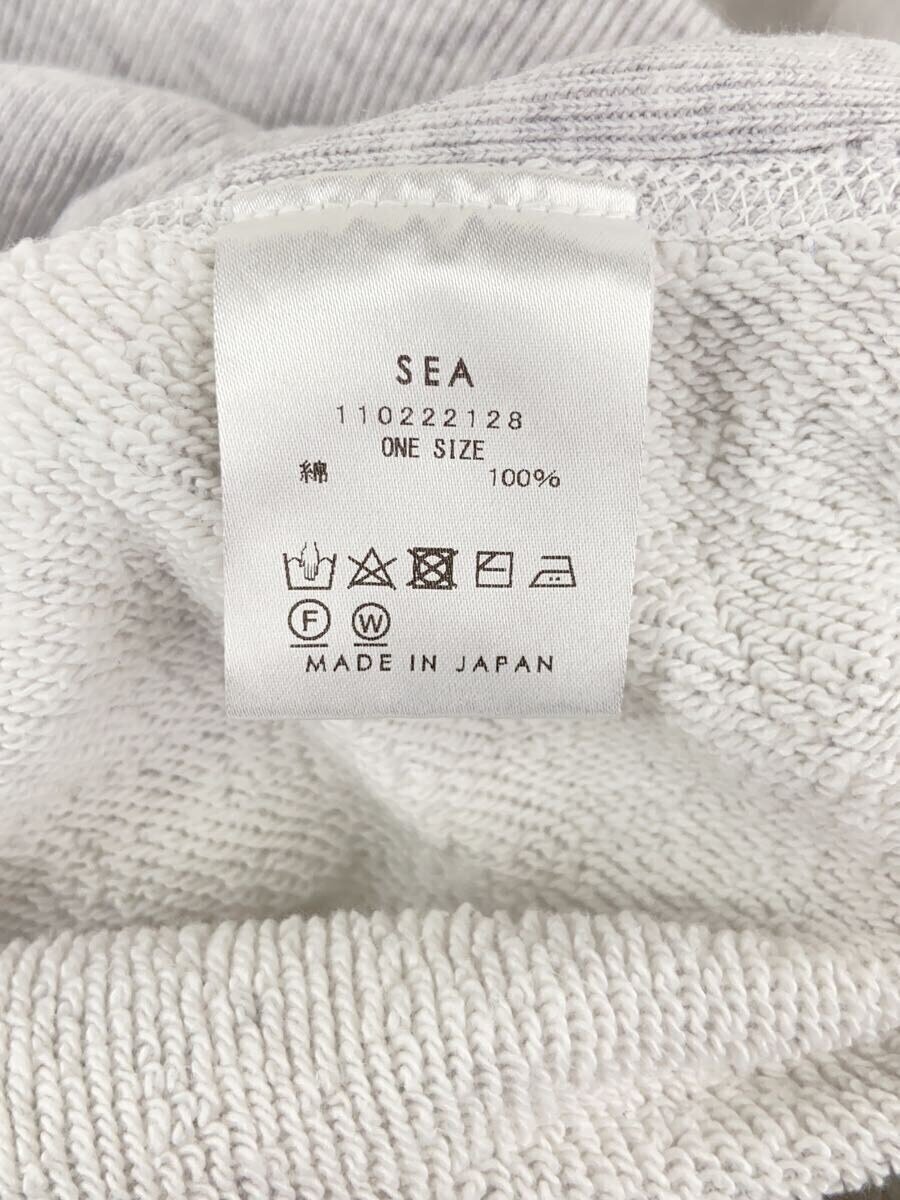 SEA
110222128
ONE SIZE
綿 100%
F W
MADE IN JAPAN